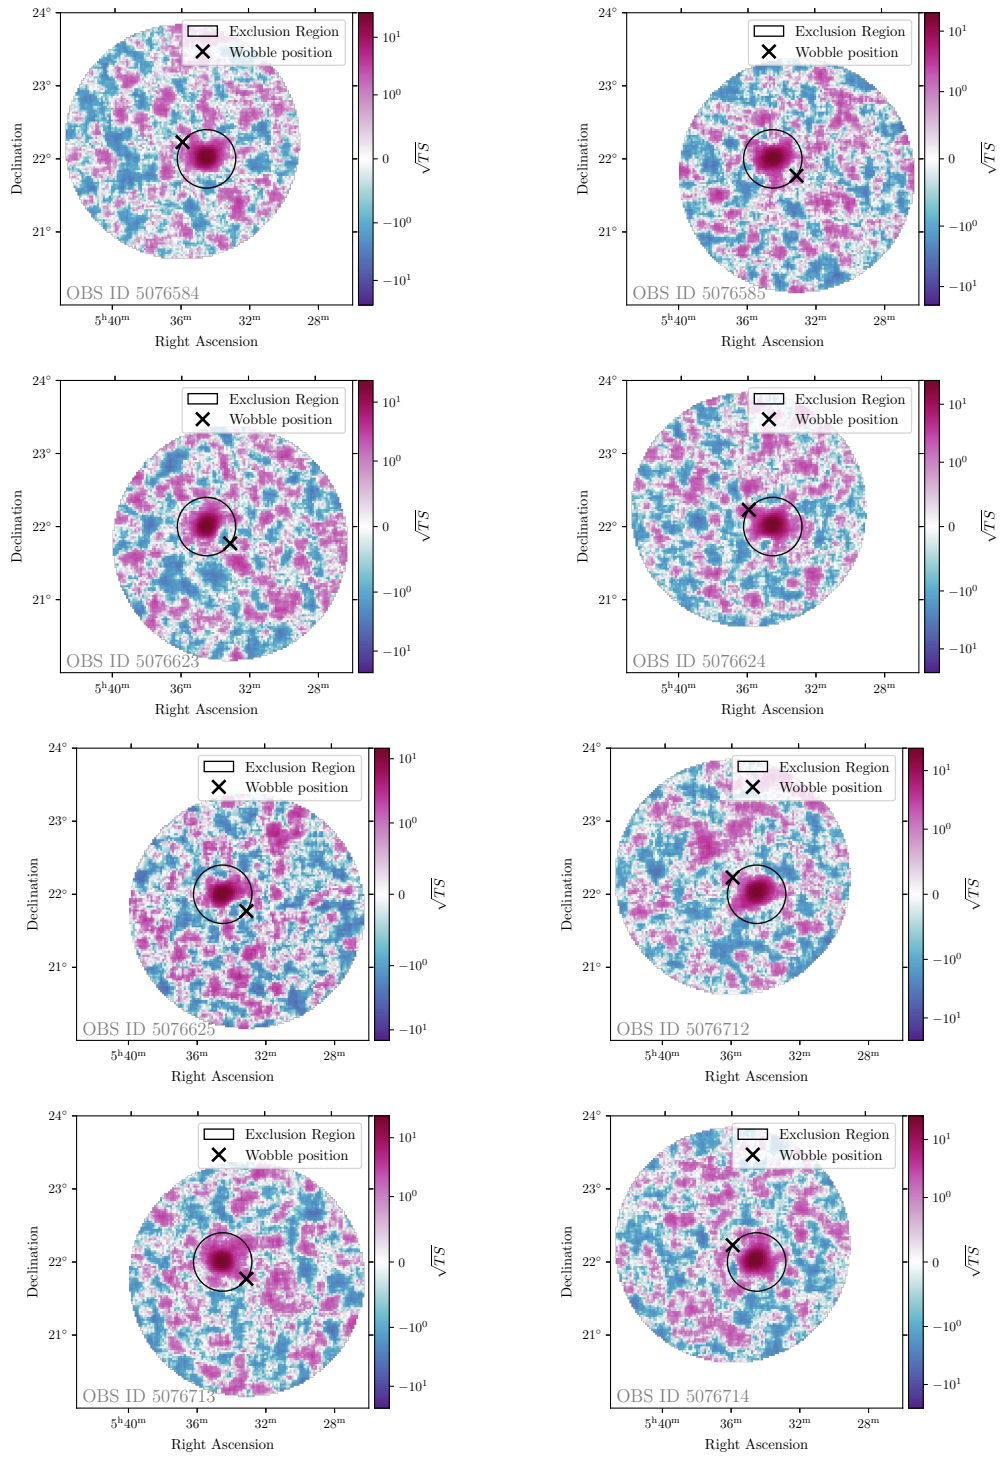 Exclusion Region
Wobble position
24°
23°
22°
21°
Declination
OBS ID 5076584
5ʰ40ᵐ 36ᵐ 32ᵐ 28ᵐ
Right Ascension
10¹
10⁰
0
−10⁰
−10¹
√TS
Exclusion Region
Wobble position
24°
23°
22°
21°
Declination
OBS ID 5076585
5ʰ40ᵐ 36ᵐ 32ᵐ 28ᵐ
Right Ascension
10¹
10⁰
0
−10⁰
−10¹
√TS
Exclusion Region
Wobble position
24°
23°
22°
21°
Declination
OBS ID 5076623
5ʰ40ᵐ 36ᵐ 32ᵐ 28ᵐ
Right Ascension
10¹
10⁰
0
−10⁰
−10¹
√TS
Exclusion Region
Wobble position
24°
23°
22°
21°
Declination
OBS ID 5076624
5ʰ40ᵐ 36ᵐ 32ᵐ 28ᵐ
Right Ascension
10¹
10⁰
0
−10⁰
−10¹
√TS
Exclusion Region
Wobble position
24°
23°
22°
21°
Declination
OBS ID 5076625
5ʰ40ᵐ 36ᵐ 32ᵐ 28ᵐ
Right Ascension
10¹
10⁰
0
−10⁰
−10¹
√TS
Exclusion Region
Wobble position
24°
23°
22°
21°
Declination
OBS ID 5076712
5ʰ40ᵐ 36ᵐ 32ᵐ 28ᵐ
Right Ascension
10¹
10⁰
0
−10⁰
−10¹
√TS
Exclusion Region
Wobble position
24°
23°
22°
21°
Declination
OBS ID 5076713
5ʰ40ᵐ 36ᵐ 32ᵐ 28ᵐ
Right Ascension
10¹
10⁰
0
−10⁰
−10¹
√TS
Exclusion Region
Wobble position
24°
23°
22°
21°
Declination
OBS ID 5076714
5ʰ40ᵐ 36ᵐ 32ᵐ 28ᵐ
Right Ascension
10¹
10⁰
0
−10⁰
−10¹
√TS